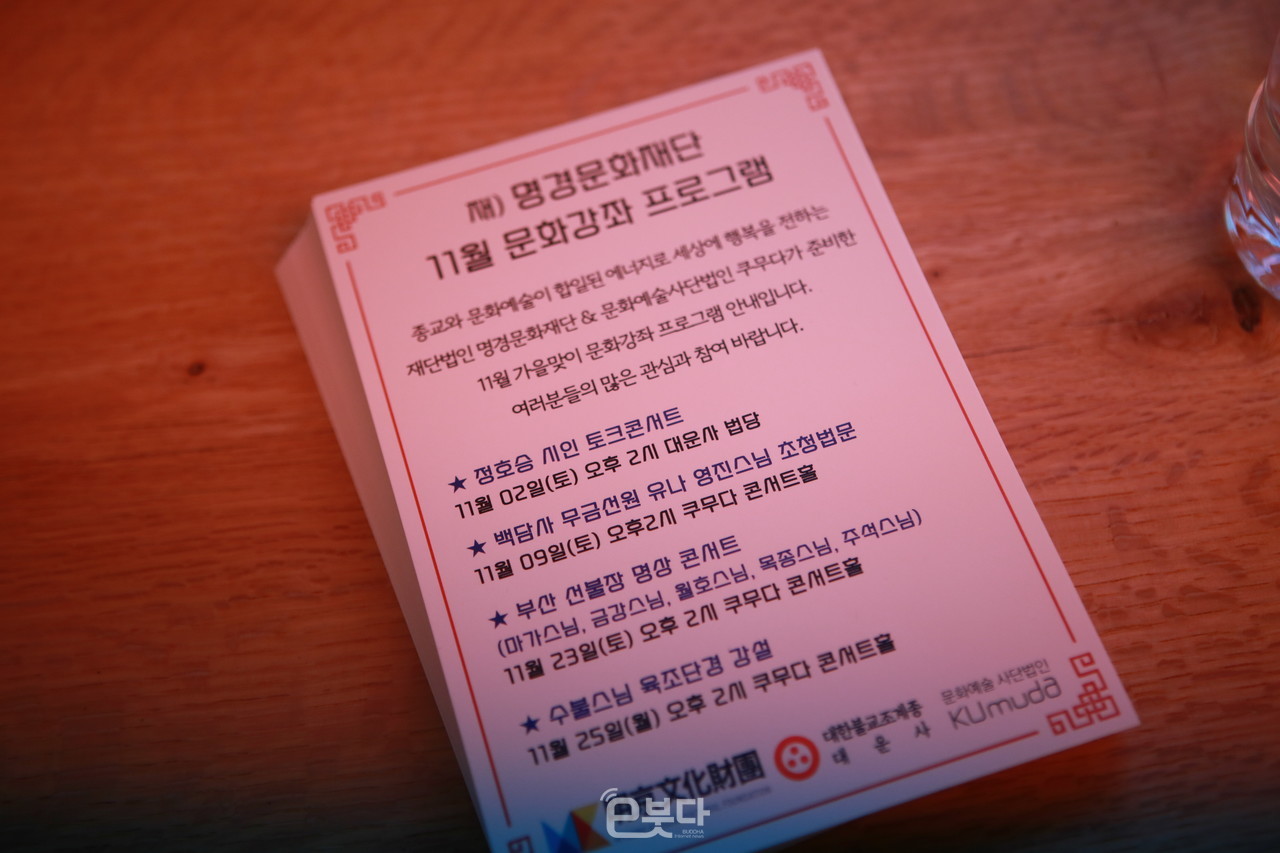 재) 명경문화재단
11월 문화강좌 프로그램
종교와 문화예술이 합일된 에너지로 세상에 행복을 전하는
재단법인 명경문화재단 & 문화예술사단법인 쿠무다가 준비한
11월 가을맞이 문화강좌 프로그램 안내입니다.
여러분들의 많은 관심과 참여 바랍니다.
★ 정호승 시인 토크콘서트
11월 02일(토) 오후 2시 대운사 법당
★ 백담사 무금선원 유나 영진스님 초청법문
11월 09일(토) 오후2시 쿠무다 콘서트홀
★ 부산 선불장 명상 콘서트
(마가스님, 금강스님, 월호스님, 목종스님, 주석스님)
11월 23일(토) 오후 2시 쿠무다 콘서트홀
★ 수불스님 육조단경 강설
11월 25일(월) 오후 2시 쿠무다 콘서트홀
文化財團
대한불교조계종
대운사
문화예술 사단법인
KUmuda
e붓다
BUDDHA